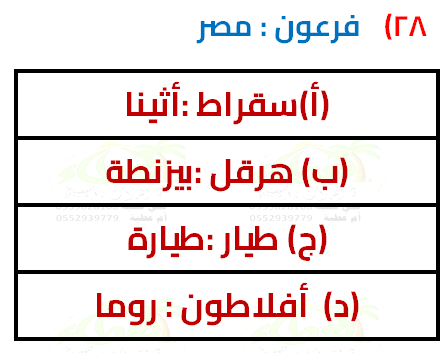 ٢٨) فرعون : مصر
(أ)سقراط :أثينا
(ب) هرقل :بيزنطة
0552939779 أم عطية
0552939779 أم عطية
(ج) طيار :طيارة
(د) أفلاطون : روما